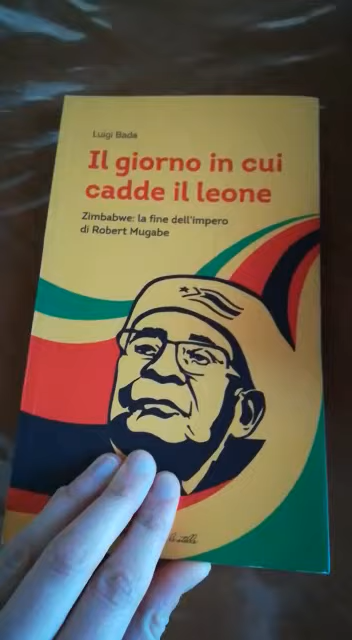 Luigi Bada
Il giorno in cui
cadde il leone
Zimbabwe: la fine dell'impero
di Robert Mugabe